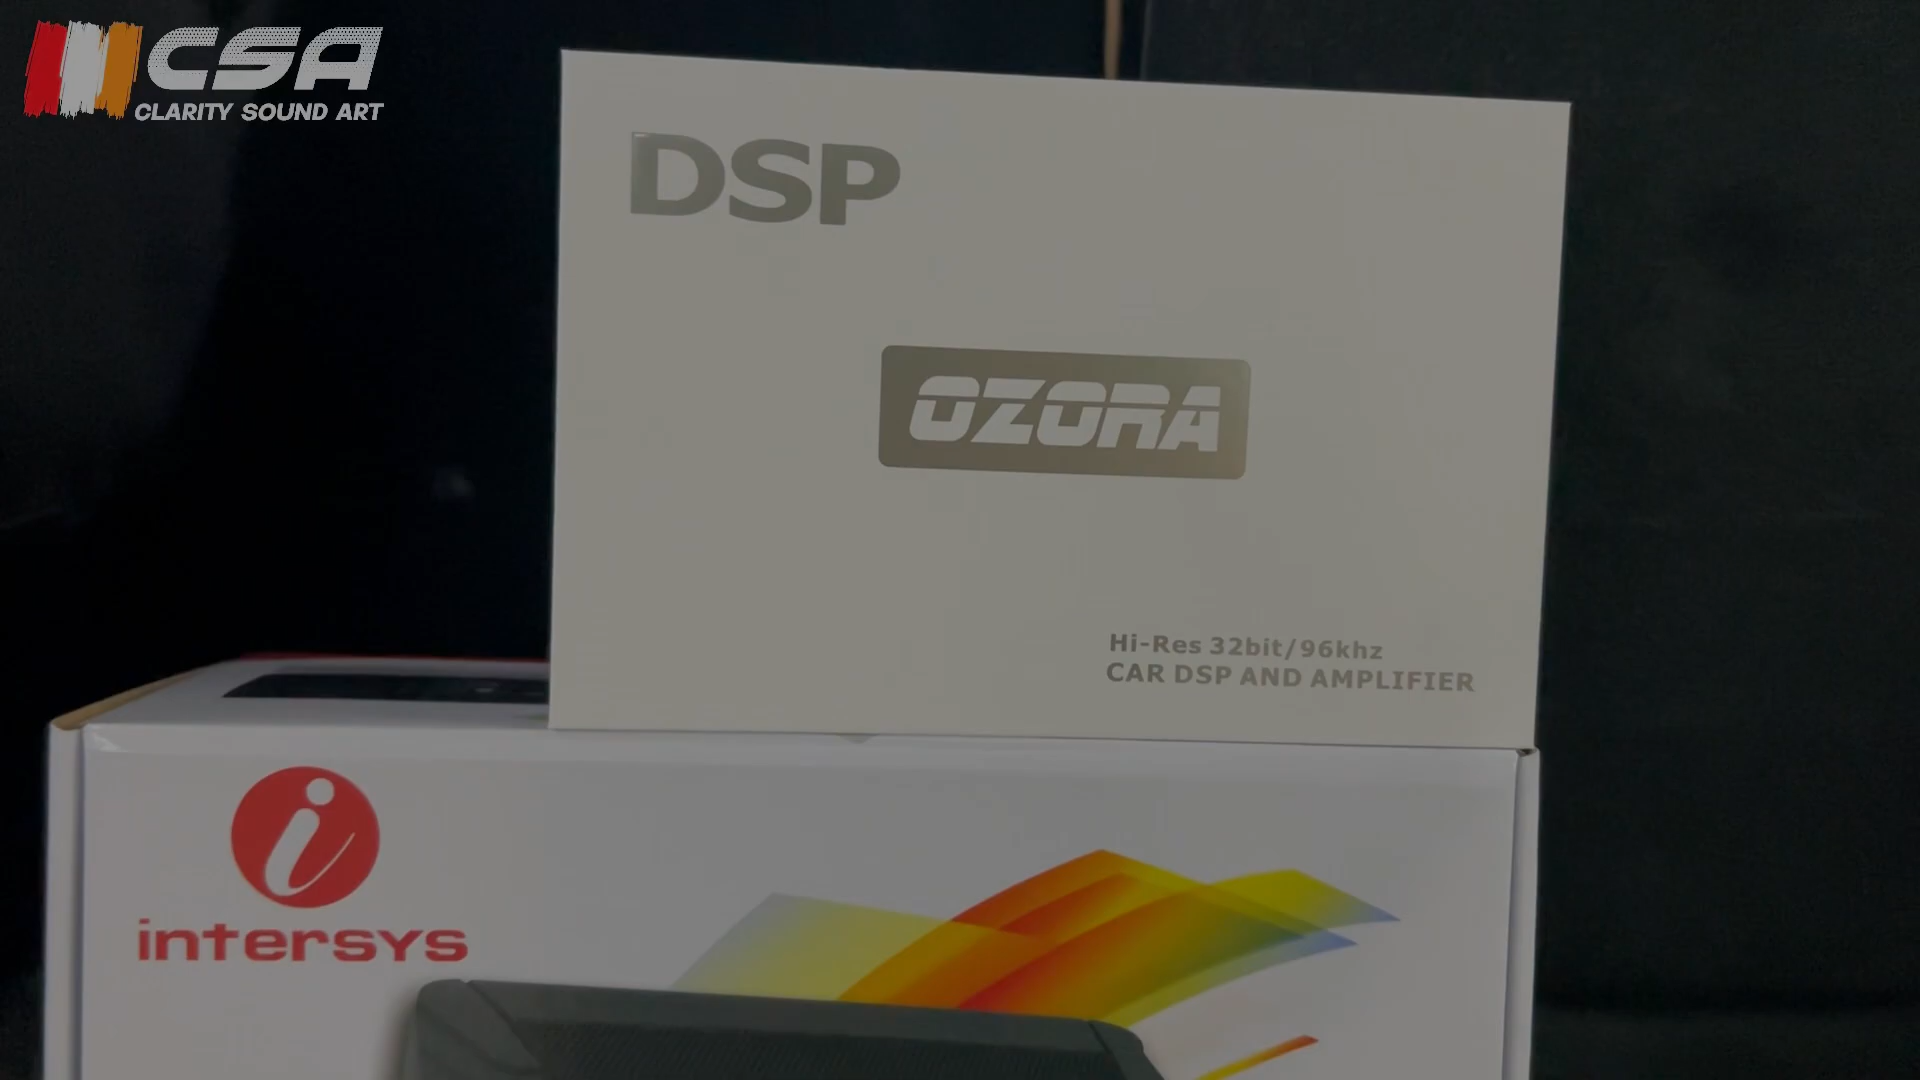 CSA
CLARITY SOUND ART
DSP
OZORA
Hi-Res 32bit/96khz
CAR DSP AND AMPLIFIER
i
intersys